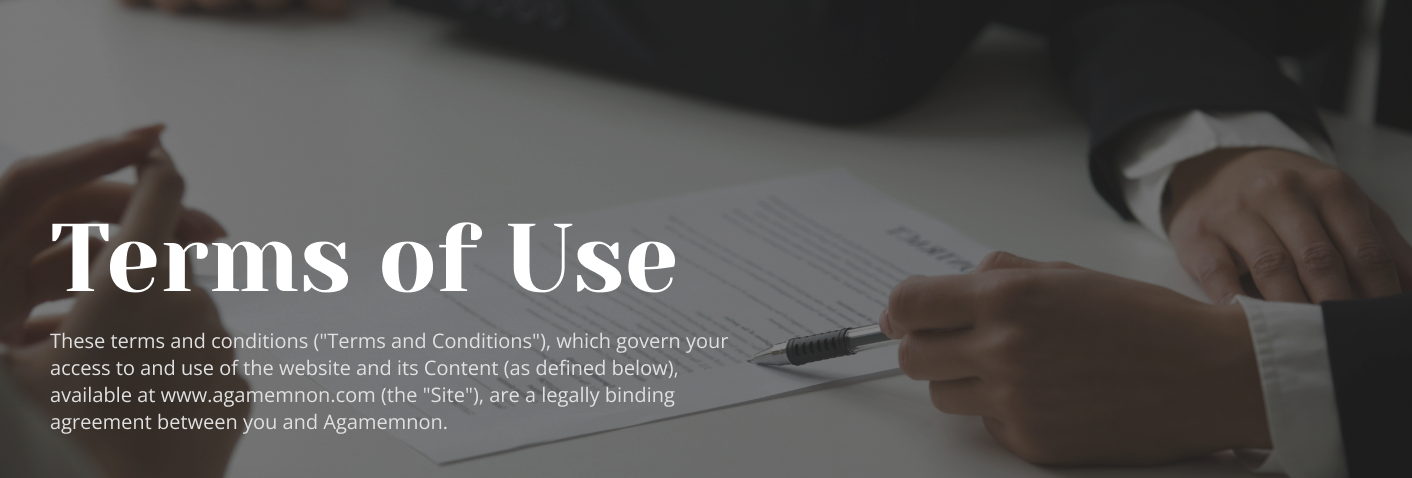 Terms of Use
These terms and conditions ("Terms and Conditions"), which govern your
access to and use of the website and its Content (as defined below),
available at www.agamemnon.com (the "Site"), are a legally binding
agreement between you and Agamemnon.